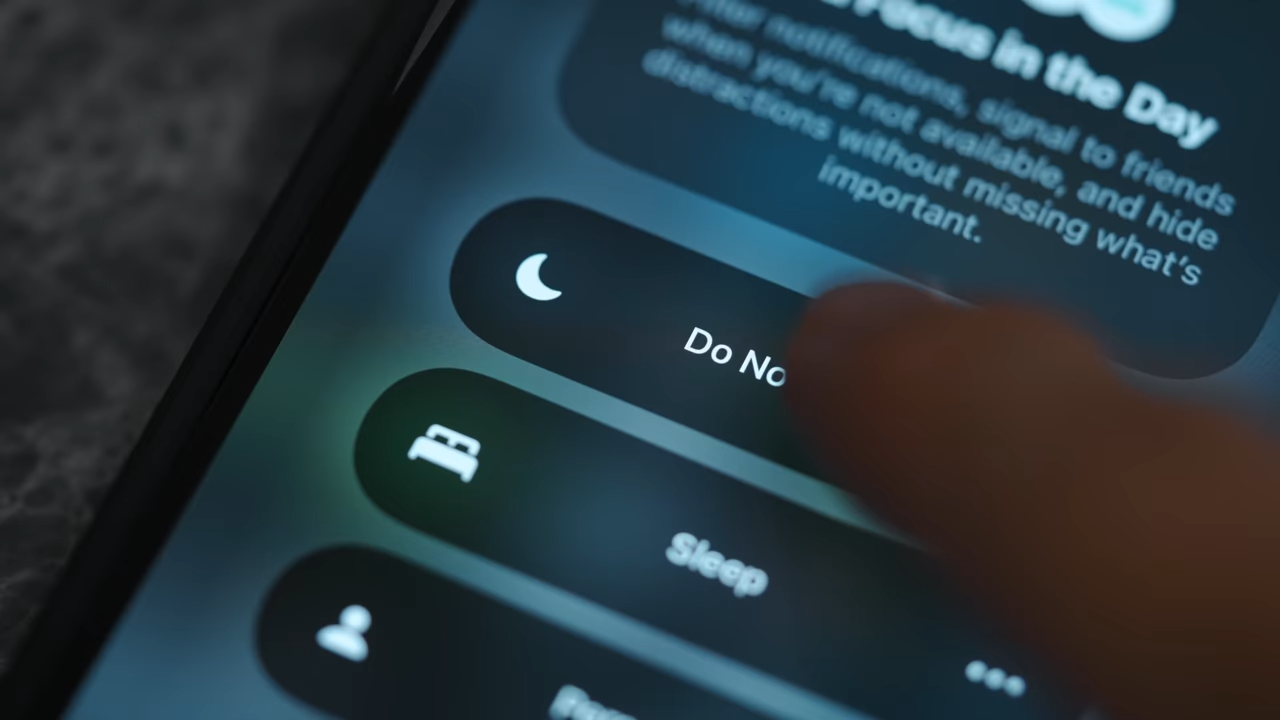 Focus in the Day
notifications, signal to friends
when you're not available, and hide
distractions without missing what's
important.
Do No
Sleep